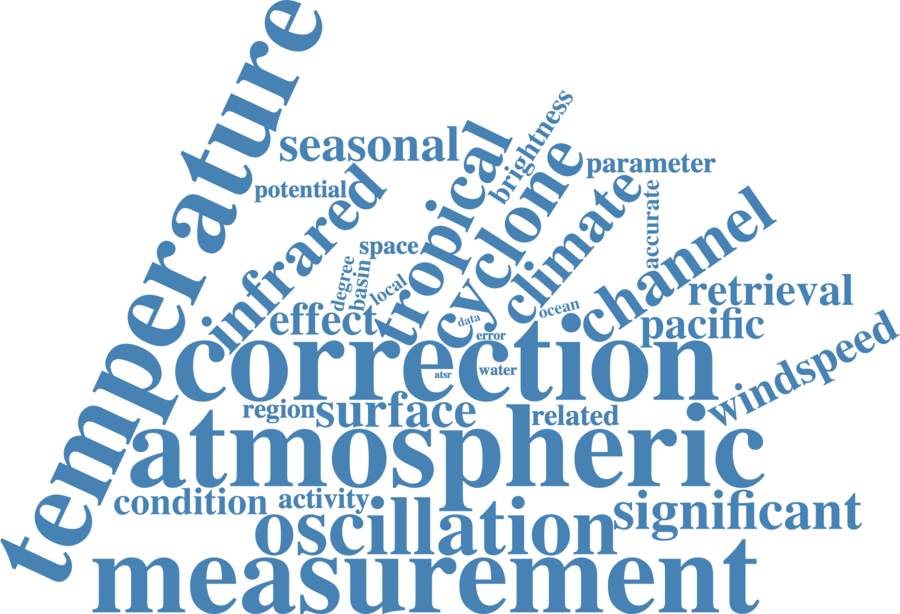 temperature
seasonal
potential
infrared
tropical
brightness
cyclone
parameter
climate
accurate
channel
space
degree
basin
local
effect
data
error
ocean
retrieval
pacific
correction
atsr
water
windspeed
region
surface
related
atmospheric
condition
activity
oscillation
significant
measurement